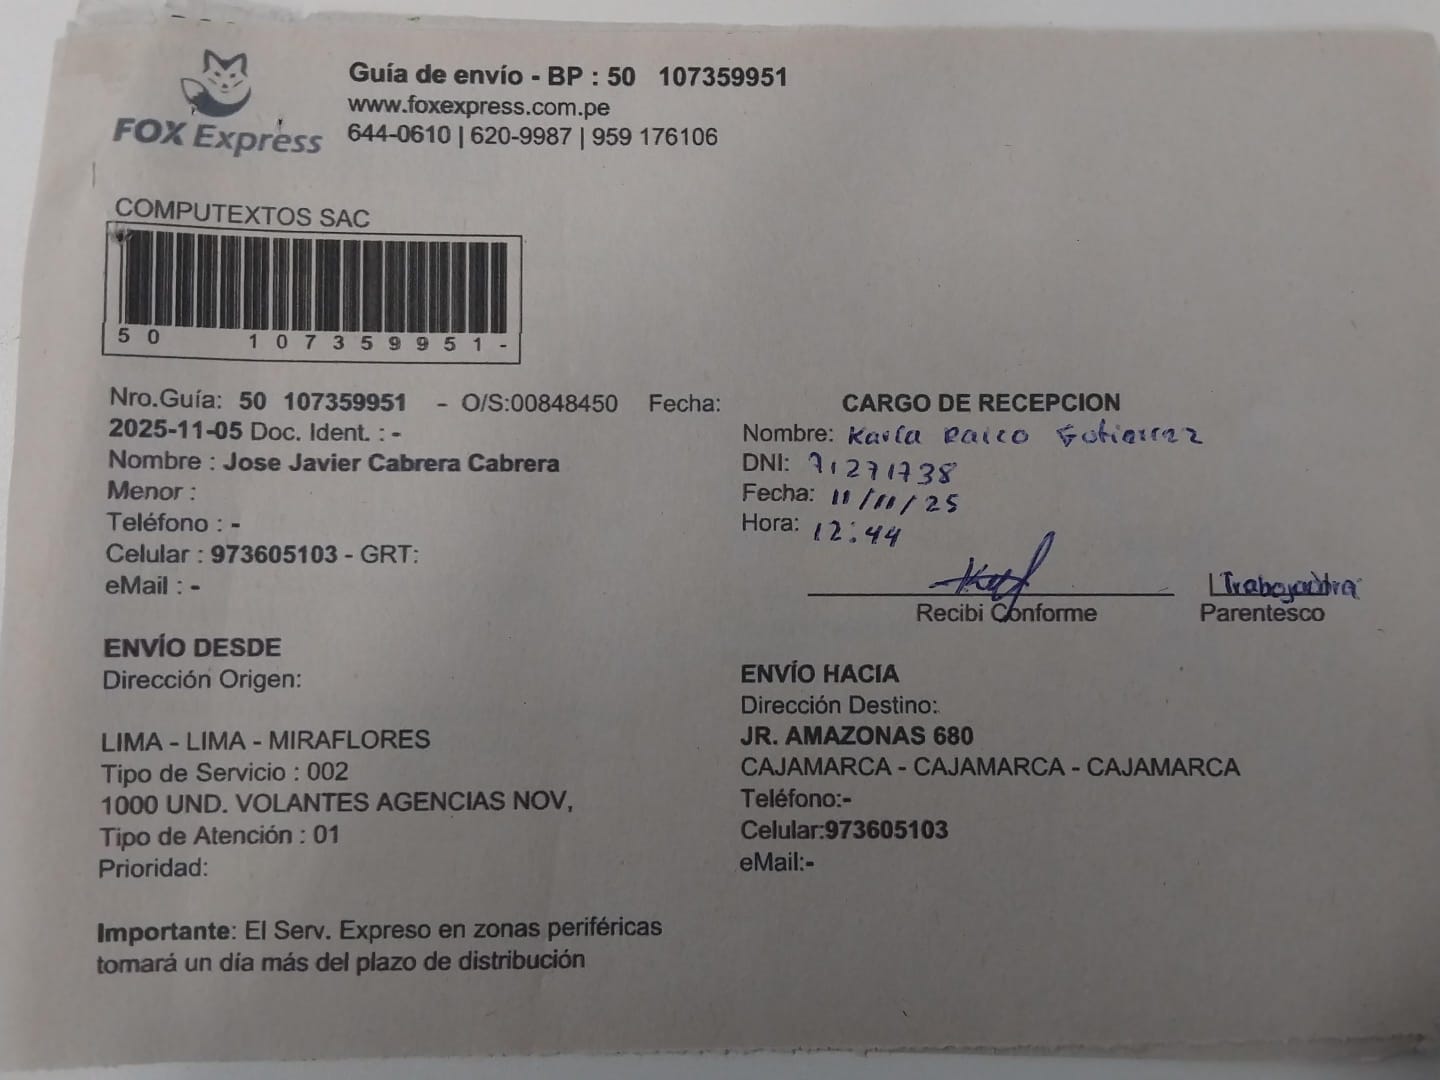 FOX Express
Guía de envío - BP : 50 107359951
www.foxexpress.com.pe
644-0610 | 620-9987 | 959 176106
COMPUTEXTOS SAC
50 107359951-
Nro.Guía: 50 107359951 - O/S:00848450 Fecha:
2025-11-05 Doc. Ident. : -
Nombre : Jose Javier Cabrera Cabrera
Menor :
Teléfono : -
Celular : 973605103 - GRT:
eMail : -
ENVÍO DESDE
Dirección Origen:
LIMA - LIMA - MIRAFLORES
Tipo de Servicio : 002
1000 UND. VOLANTES AGENCIAS NOV,
Tipo de Atención : 01
Prioridad:
Importante: El Serv. Expreso en zonas periféricas
tomará un día más del plazo de distribución
CARGO DE RECEPCION
Nombre: Karla Raico Gutierrez
DNI: 71271738
Fecha: 11/11/25
Hora: 12:44
Trabajadora
Recibi Conforme Parentesco
ENVÍO HACIA
Dirección Destino:
JR. AMAZONAS 680
CAJAMARCA - CAJAMARCA - CAJAMARCA
Teléfono:-
Celular:973605103
eMail:-